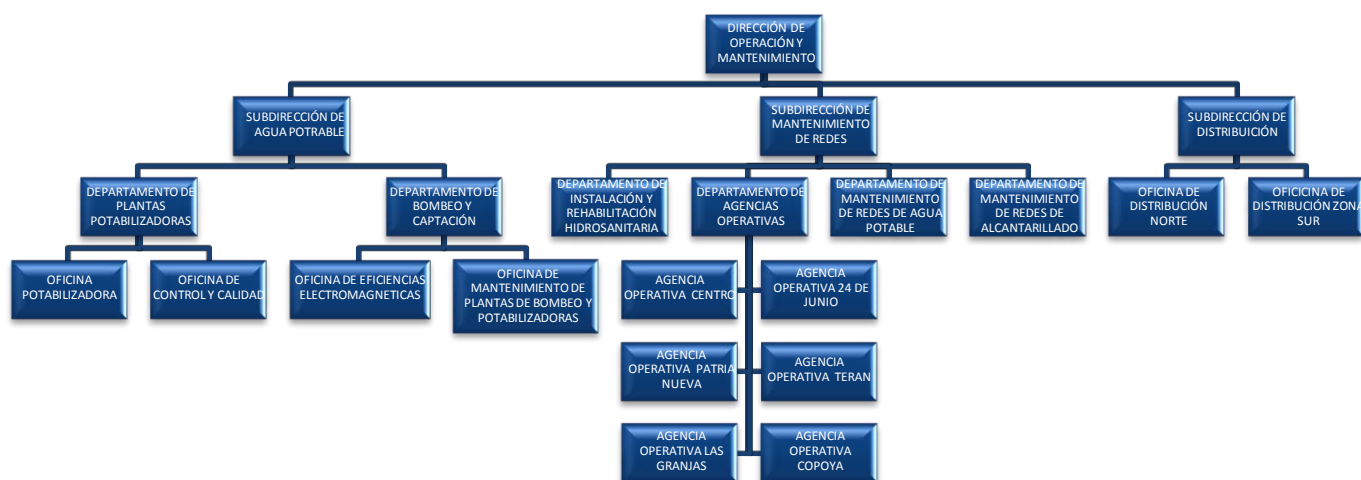 DIRECCIÓN DE
OPERACIÓN Y
MANTENIMIENTO
SUBDIRECCIÓN DE
AGUA POTRABLE
SUBDIRECCIÓN DE
MANTENIMIENTO
DE REDES
SUBDIRECCIÓN DE
DISTRIBUICIÓN
DEPARTAMENTO DE
PLANTAS
POTABILIZADORAS
DEPARTAMENTO DE
BOMBEO Y
CAPTACIÓN
DEPARTAMENTO DE
INSTALACIÓN Y
REHABILITACIÓN
HIDROSANITARIA
DEPARTAMENTO DE
AGENCIAS
OPERATIVAS
DEPARTAMENTO DE
MANTENIMIENTO
DE REDES DE AGUA
POTABLE
DEPARTAMENTO DE
MANTENIMIENTO
DE REDES DE
ALCANTARILLADO
OFICINA DE
DISTRIBUCIÓN
NORTE
OFICICINA DE
DISTRIBUCIÓN ZONA
SUR
OFICINA
POTABILIZADORA
OFICINA DE
CONTROL Y CALIDAD
OFICINA DE EFICIENCIAS
ELECTROMAGNETICAS
OFICINA DE
MANTENIMIENTO DE
PLANTAS DE BOMBEO Y
POTABILIZADORAS
AGENCIA
OPERATIVA CENTRO
AGENCIA
OPERATIVA 24 DE
JUNIO
AGENCIA
OPERATIVA PATRIA
NUEVA
AGENCIA
OPERATIVA TERAN
AGENCIA
OPERATIVA LAS
GRANJAS
AGENCIA
OPERATIVA
COPOYA